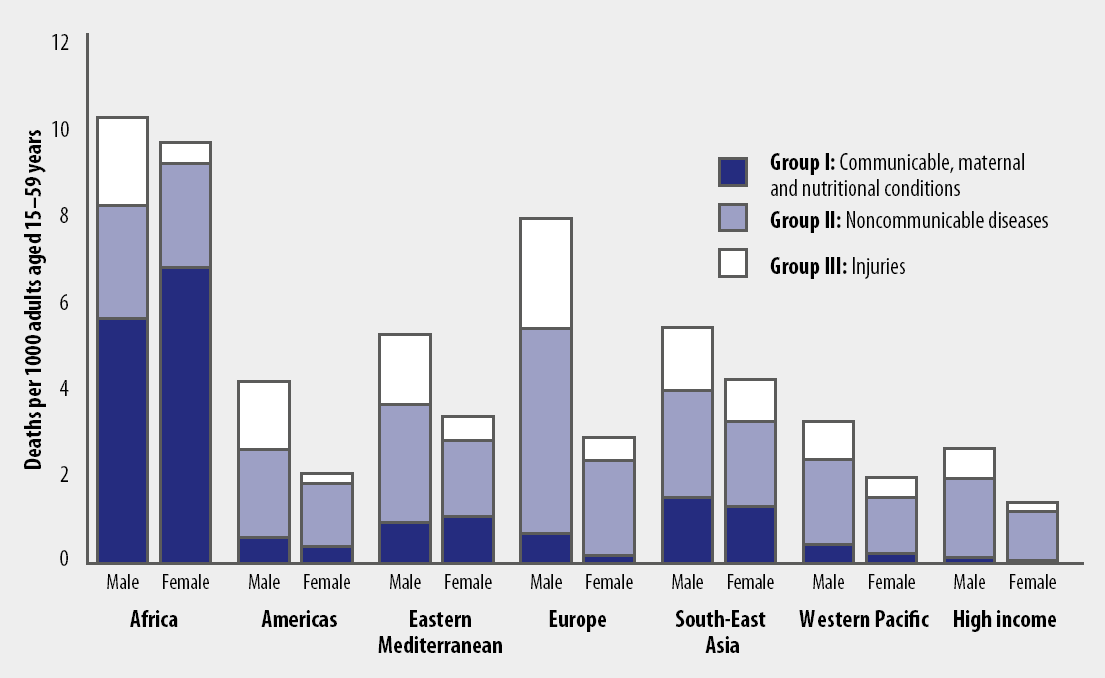 12
10
8
6
4
2
0
Deaths per 1000 adults aged 15–59 years
Group I: Communicable, maternal
and nutritional conditions
Group II: Noncommunicable diseases
Group III: Injuries
Male Female Male Female Male Female Male Female Male Female Male Female Male Female
Africa Americas Eastern Europe South-East Western Pacific High income
Mediterranean Asia